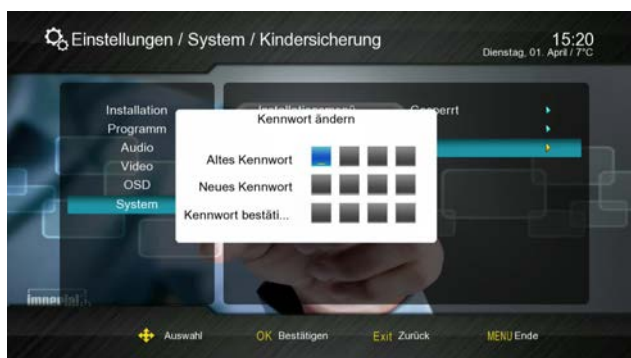 Einstellungen / System / Kindersicherung
15:20
Dienstag, 01. April / 7°C
Installation
Programm
Audio
Video
OSD
System
Kennwort ändern
Altes Kennwort
Neues Kennwort
Kennwort bestäti...
Auswahl
OK Bestätigen
Exit Zurück
MENU Ende